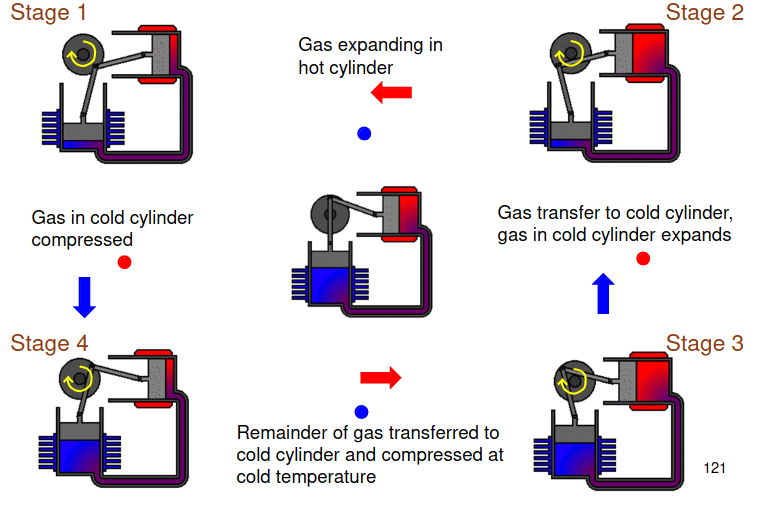 Stage 1
Stage 2
Gas expanding in
hot cylinder
Gas in cold cylinder
compressed
Gas transfer to cold cylinder,
gas in cold cylinder expands
Stage 4
Stage 3
Remainder of gas transferred to
cold cylinder and compressed at
cold temperature
121